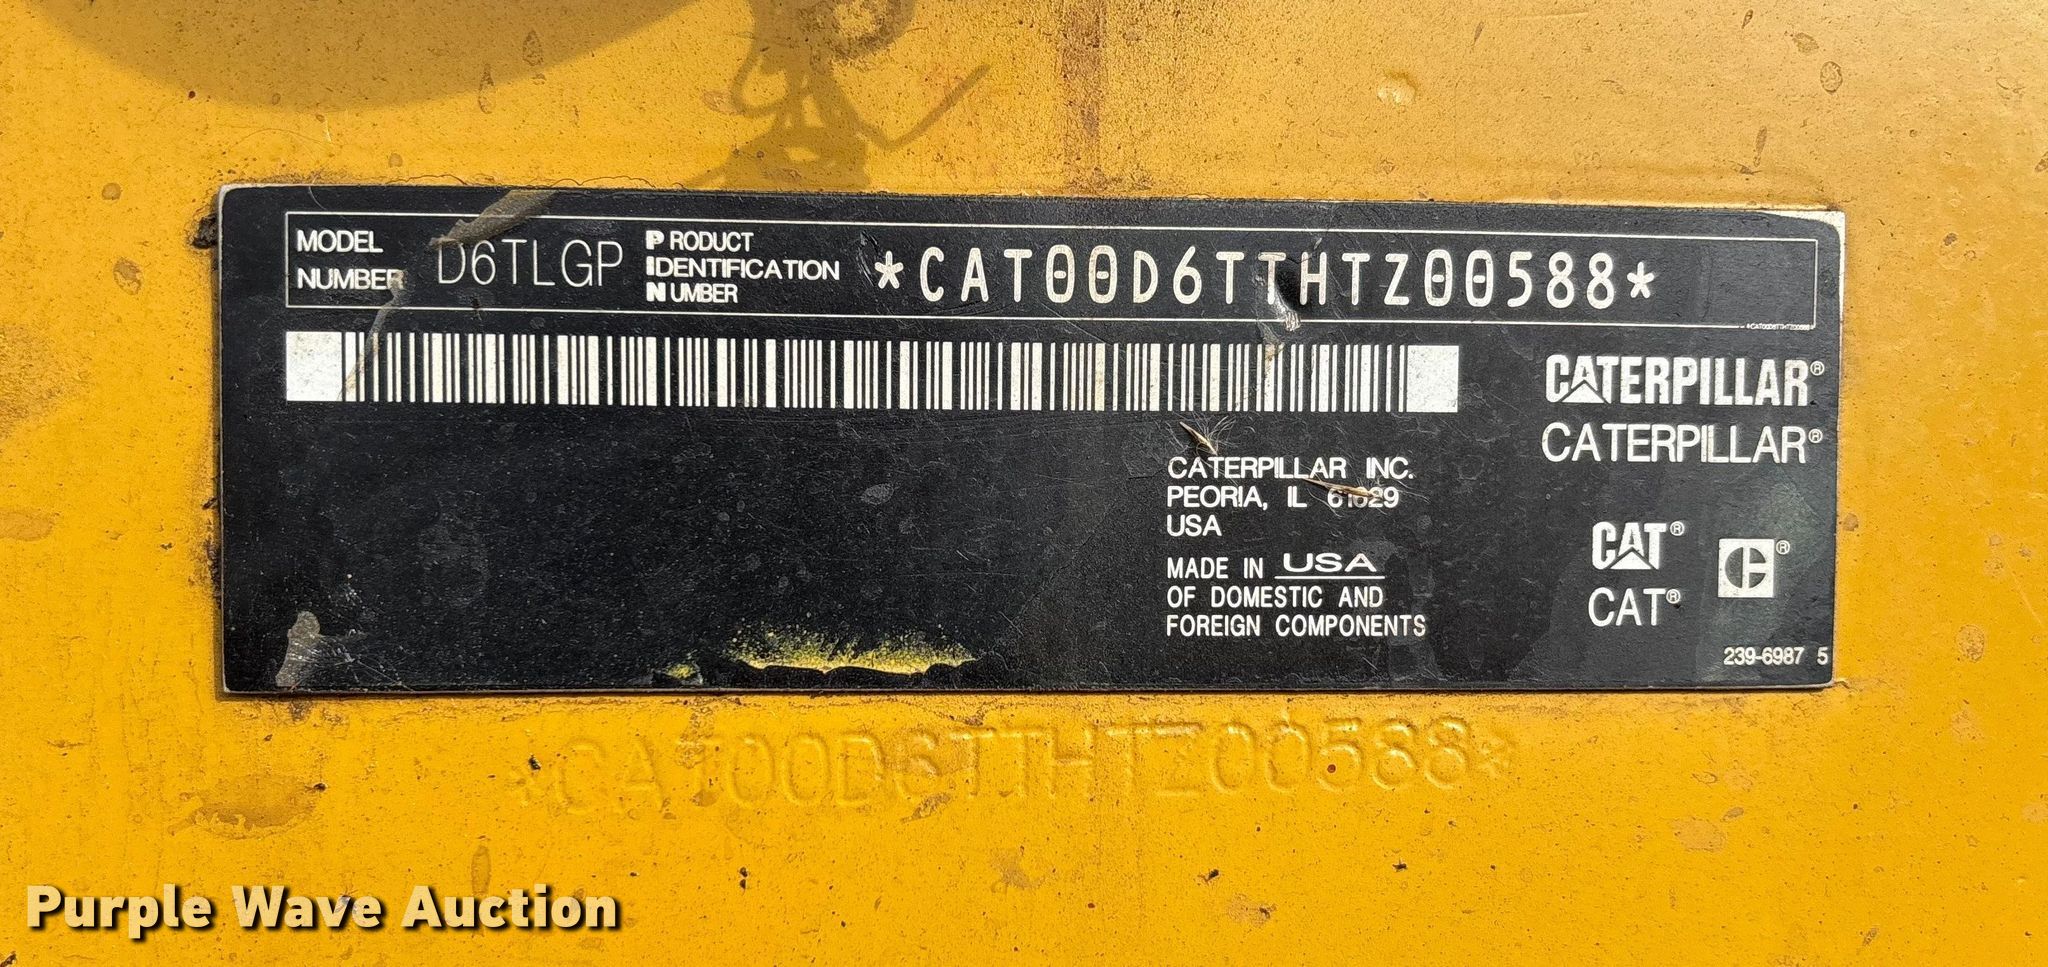 MODEL NUMBER D6TLGP
PRODUCT IDENTIFICATION NUMBER *CAT00D6TTHTZ00588*
*CAT00D6TTHTZ00588*
CATERPILLAR®
CATERPILLAR®
CATERPILLAR INC.
PEORIA, IL 61629
USA
MADE IN USA
OF DOMESTIC AND
FOREIGN COMPONENTS
CAT®
CAT®
C®
239-6987 5
*CAT00D6TTHTZ00588*
Purple Wave Auction